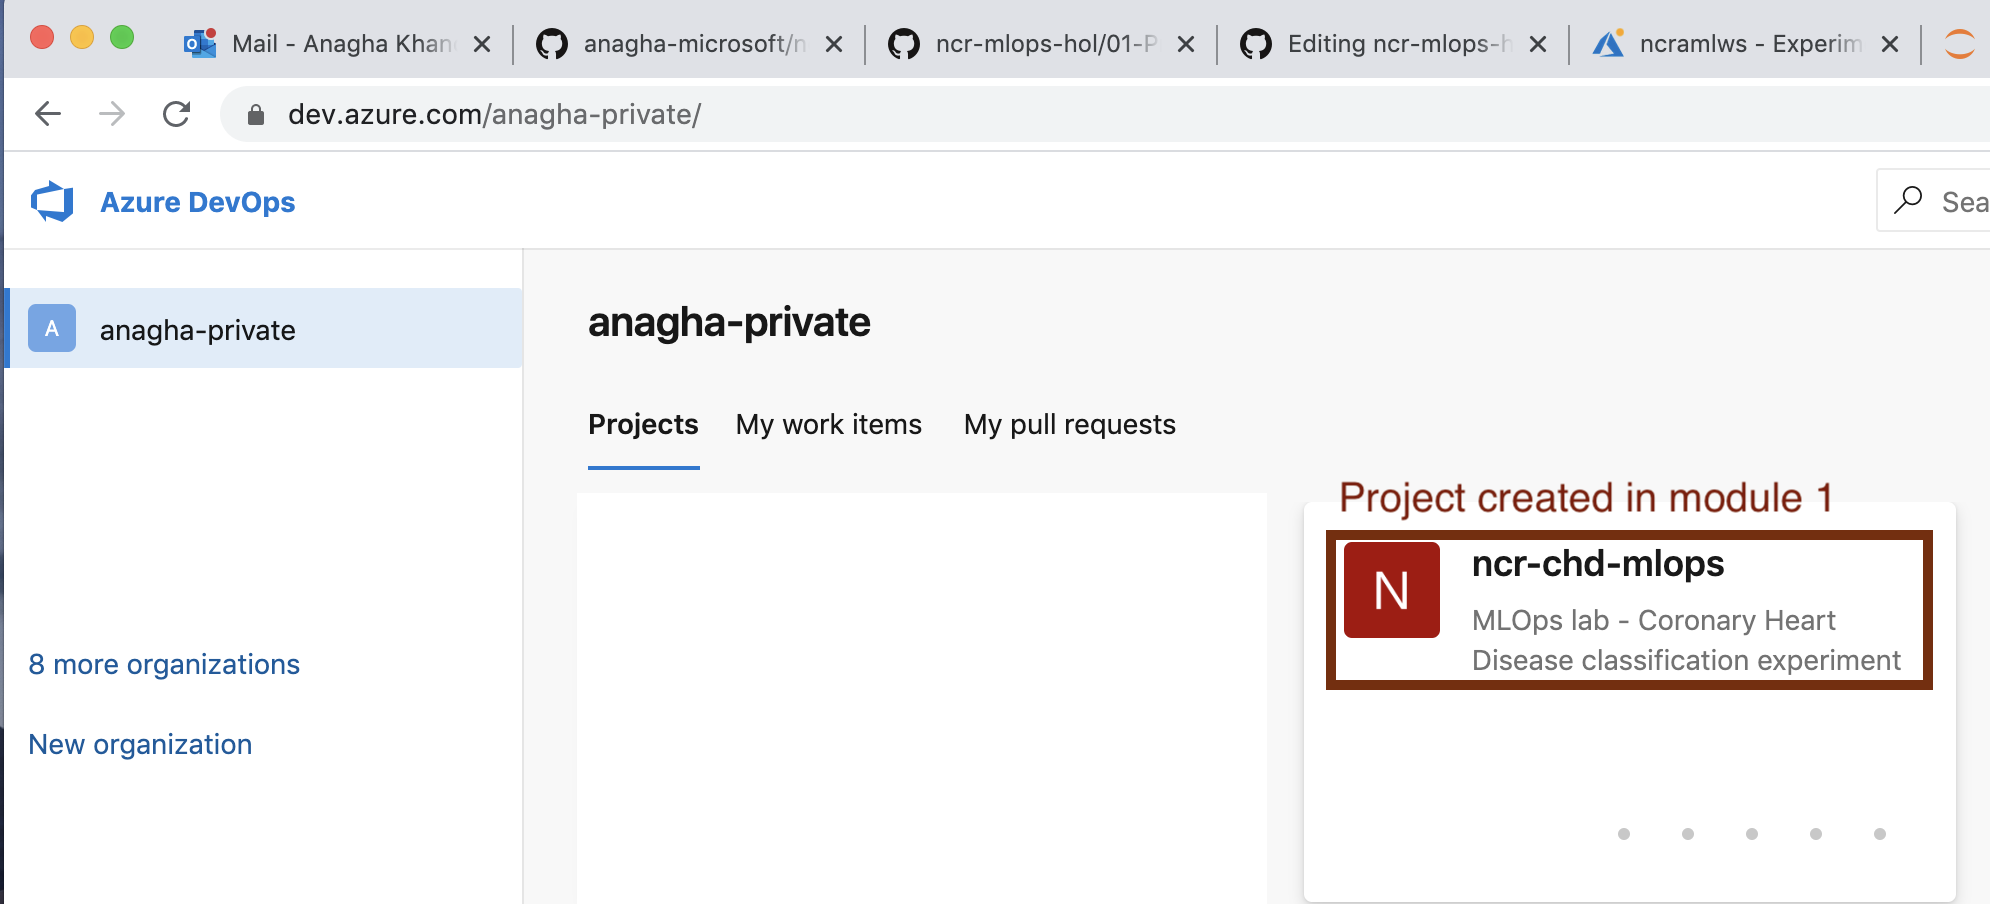 Mail - Anagha Khan
anagha-microsoft/n
ncr-mlops-hol/01-P
Editing ncr-mlops-h
ncramlws - Experim
dev.azure.com/anagha-private/
Azure DevOps
Sea
A
anagha-private
8 more organizations
New organization
anagha-private
Projects
My work items
My pull requests
Project created in module 1
N
ncr-chd-mlops
MLOps lab - Coronary Heart
Disease classification experiment